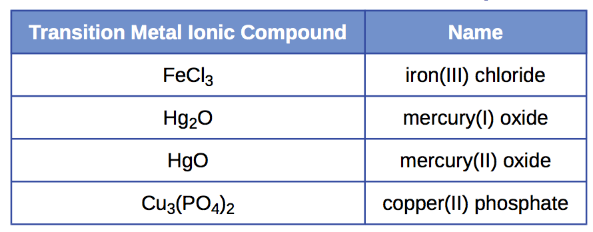 Transition Metal Ionic Compound Name
FeCl₃ iron(III) chloride
Hg₂O mercury(I) oxide
HgO mercury(II) oxide
Cu₃(PO₄)₂ copper(II) phosphate